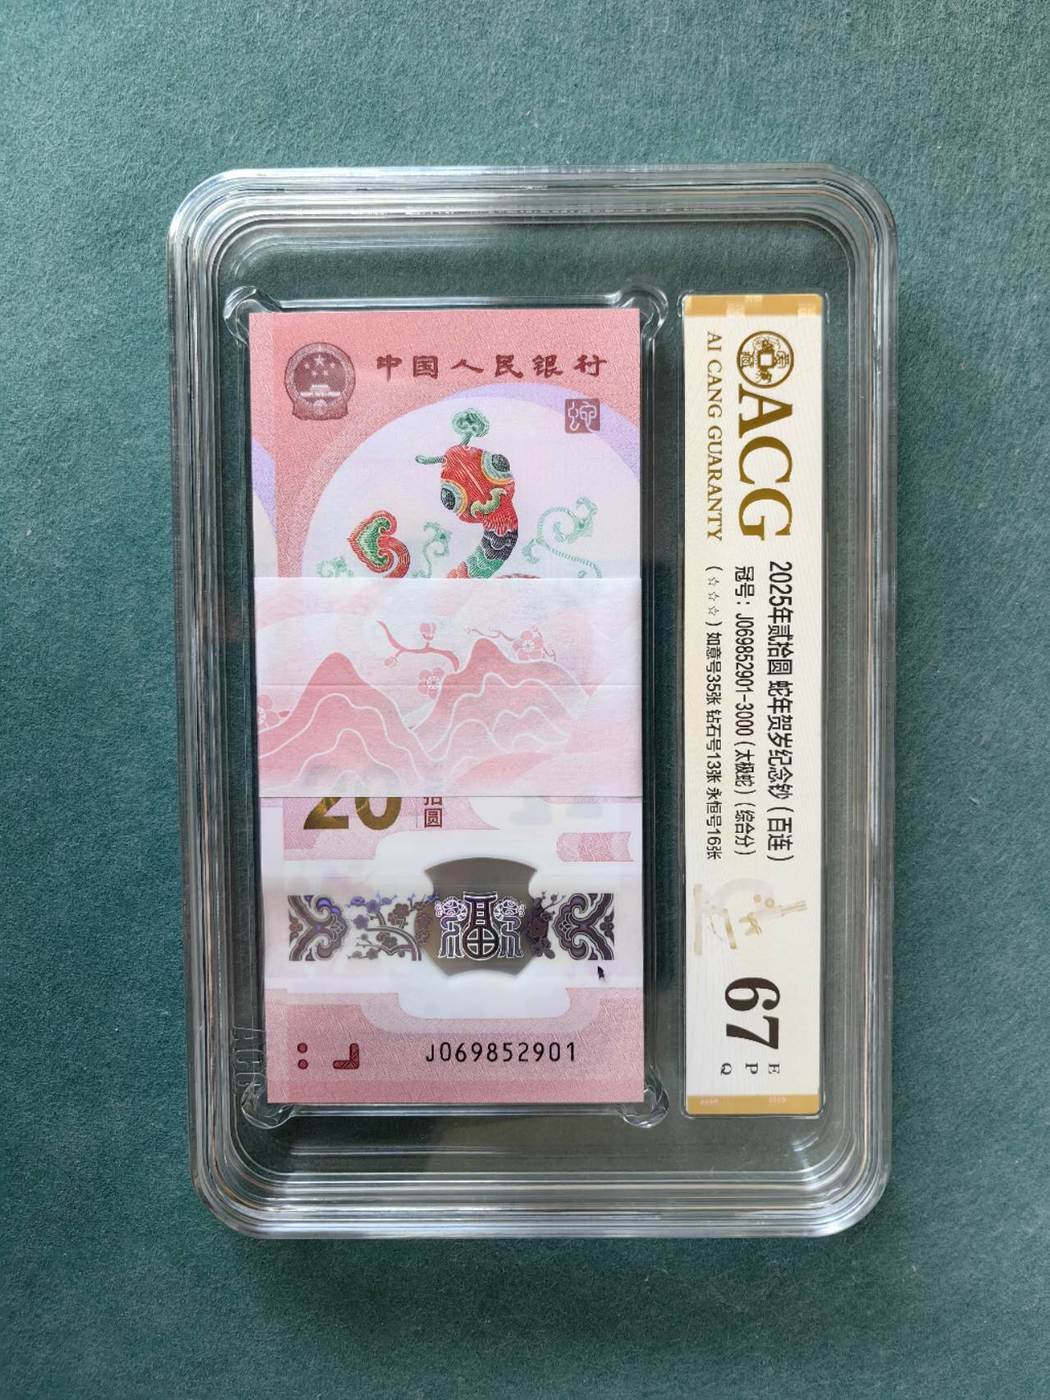 中国人民银行
20
拾圆
福
J069852901
ACG
AI CANG GUARANTY
2025年贰拾圆 蛇年贺岁纪念钞（百连）
冠号：J069852901-3000（太极蛇）(综合分)
（☆☆☆）如意号35张 钻石号13张 永恒号16张
67
EPQ